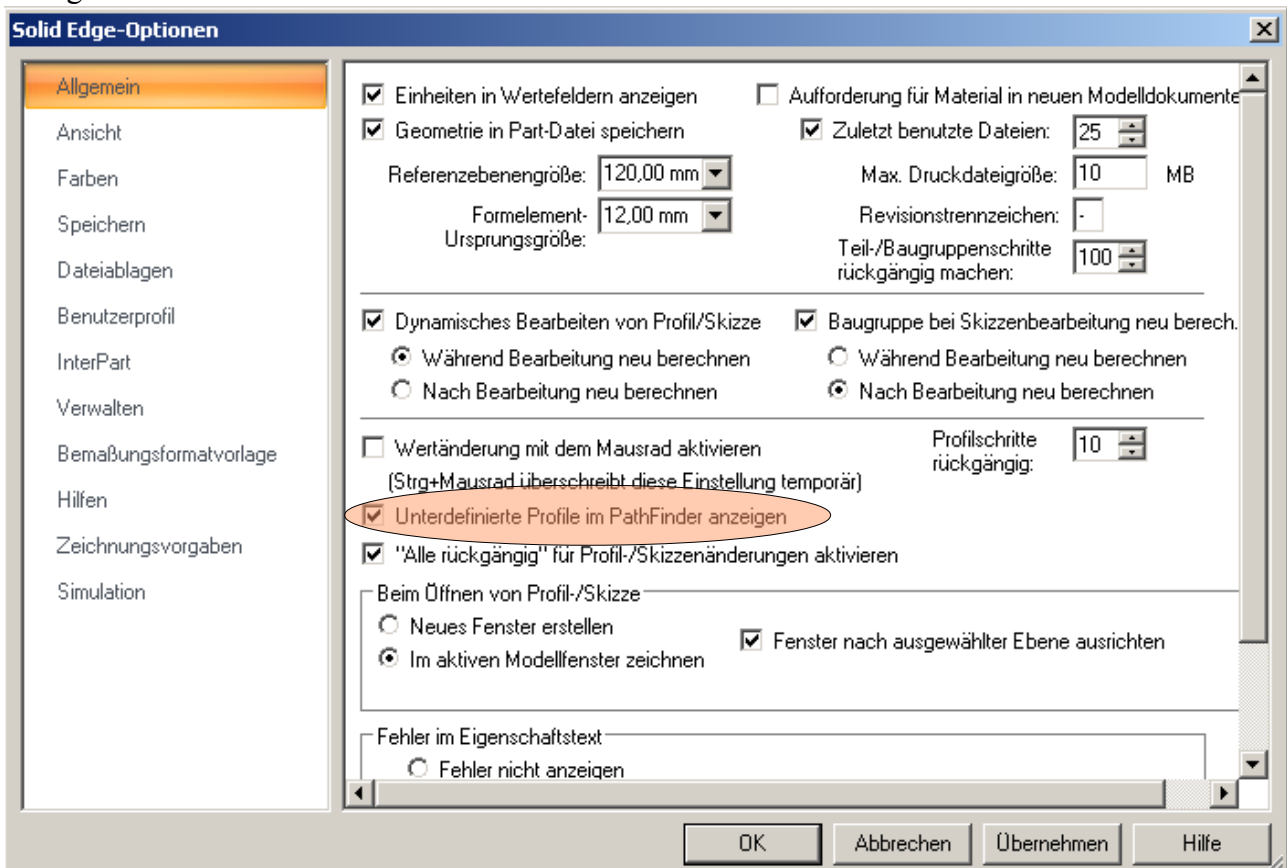 Solid Edge-Optionen
Allgemein
Ansicht
Farben
Speichern
Dateiablagen
Benutzerprofil
InterPart
Verwalten
Bemaßungsformatvorlage
Hilfen
Zeichnungsvorgaben
Simulation
Einheiten in Wertefeldern anzeigen
Aufforderung für Material in neuen Modelldokumente
Geometrie in Part-Datei speichern
Zuletzt benutzte Dateien: 25
Referenzebenengröße: 120,00 mm
Max. Druckdateigröße: 10 MB
Formelement-
Ursprungsgröße: 12,00 mm
Revisionstrennzeichen: -
Teil-/Baugruppenschritte
rückgängig machen: 100
Dynamisches Bearbeiten von Profil/Skizze
Baugruppe bei Skizzenbearbeitung neu berech.
Während Bearbeitung neu berechnen
Während Bearbeitung neu berechnen
Nach Bearbeitung neu berechnen
Nach Bearbeitung neu berechnen
Wertänderung mit dem Mausrad aktivieren
(Strg+Mausrad überschreibt diese Einstellung temporär)
Profilschritte
rückgängig: 10
Unterdefinierte Profile im PathFinder anzeigen
"Alle rückgängig" für Profil-/Skizzenänderungen aktivieren
Beim Öffnen von Profil-/Skizze
Neues Fenster erstellen
Im aktiven Modellfenster zeichnen
Fenster nach ausgewählter Ebene ausrichten
Fehler im Eigenschaftstext
Fehler nicht anzeigen
OK
Abbrechen
Übernehmen
Hilfe